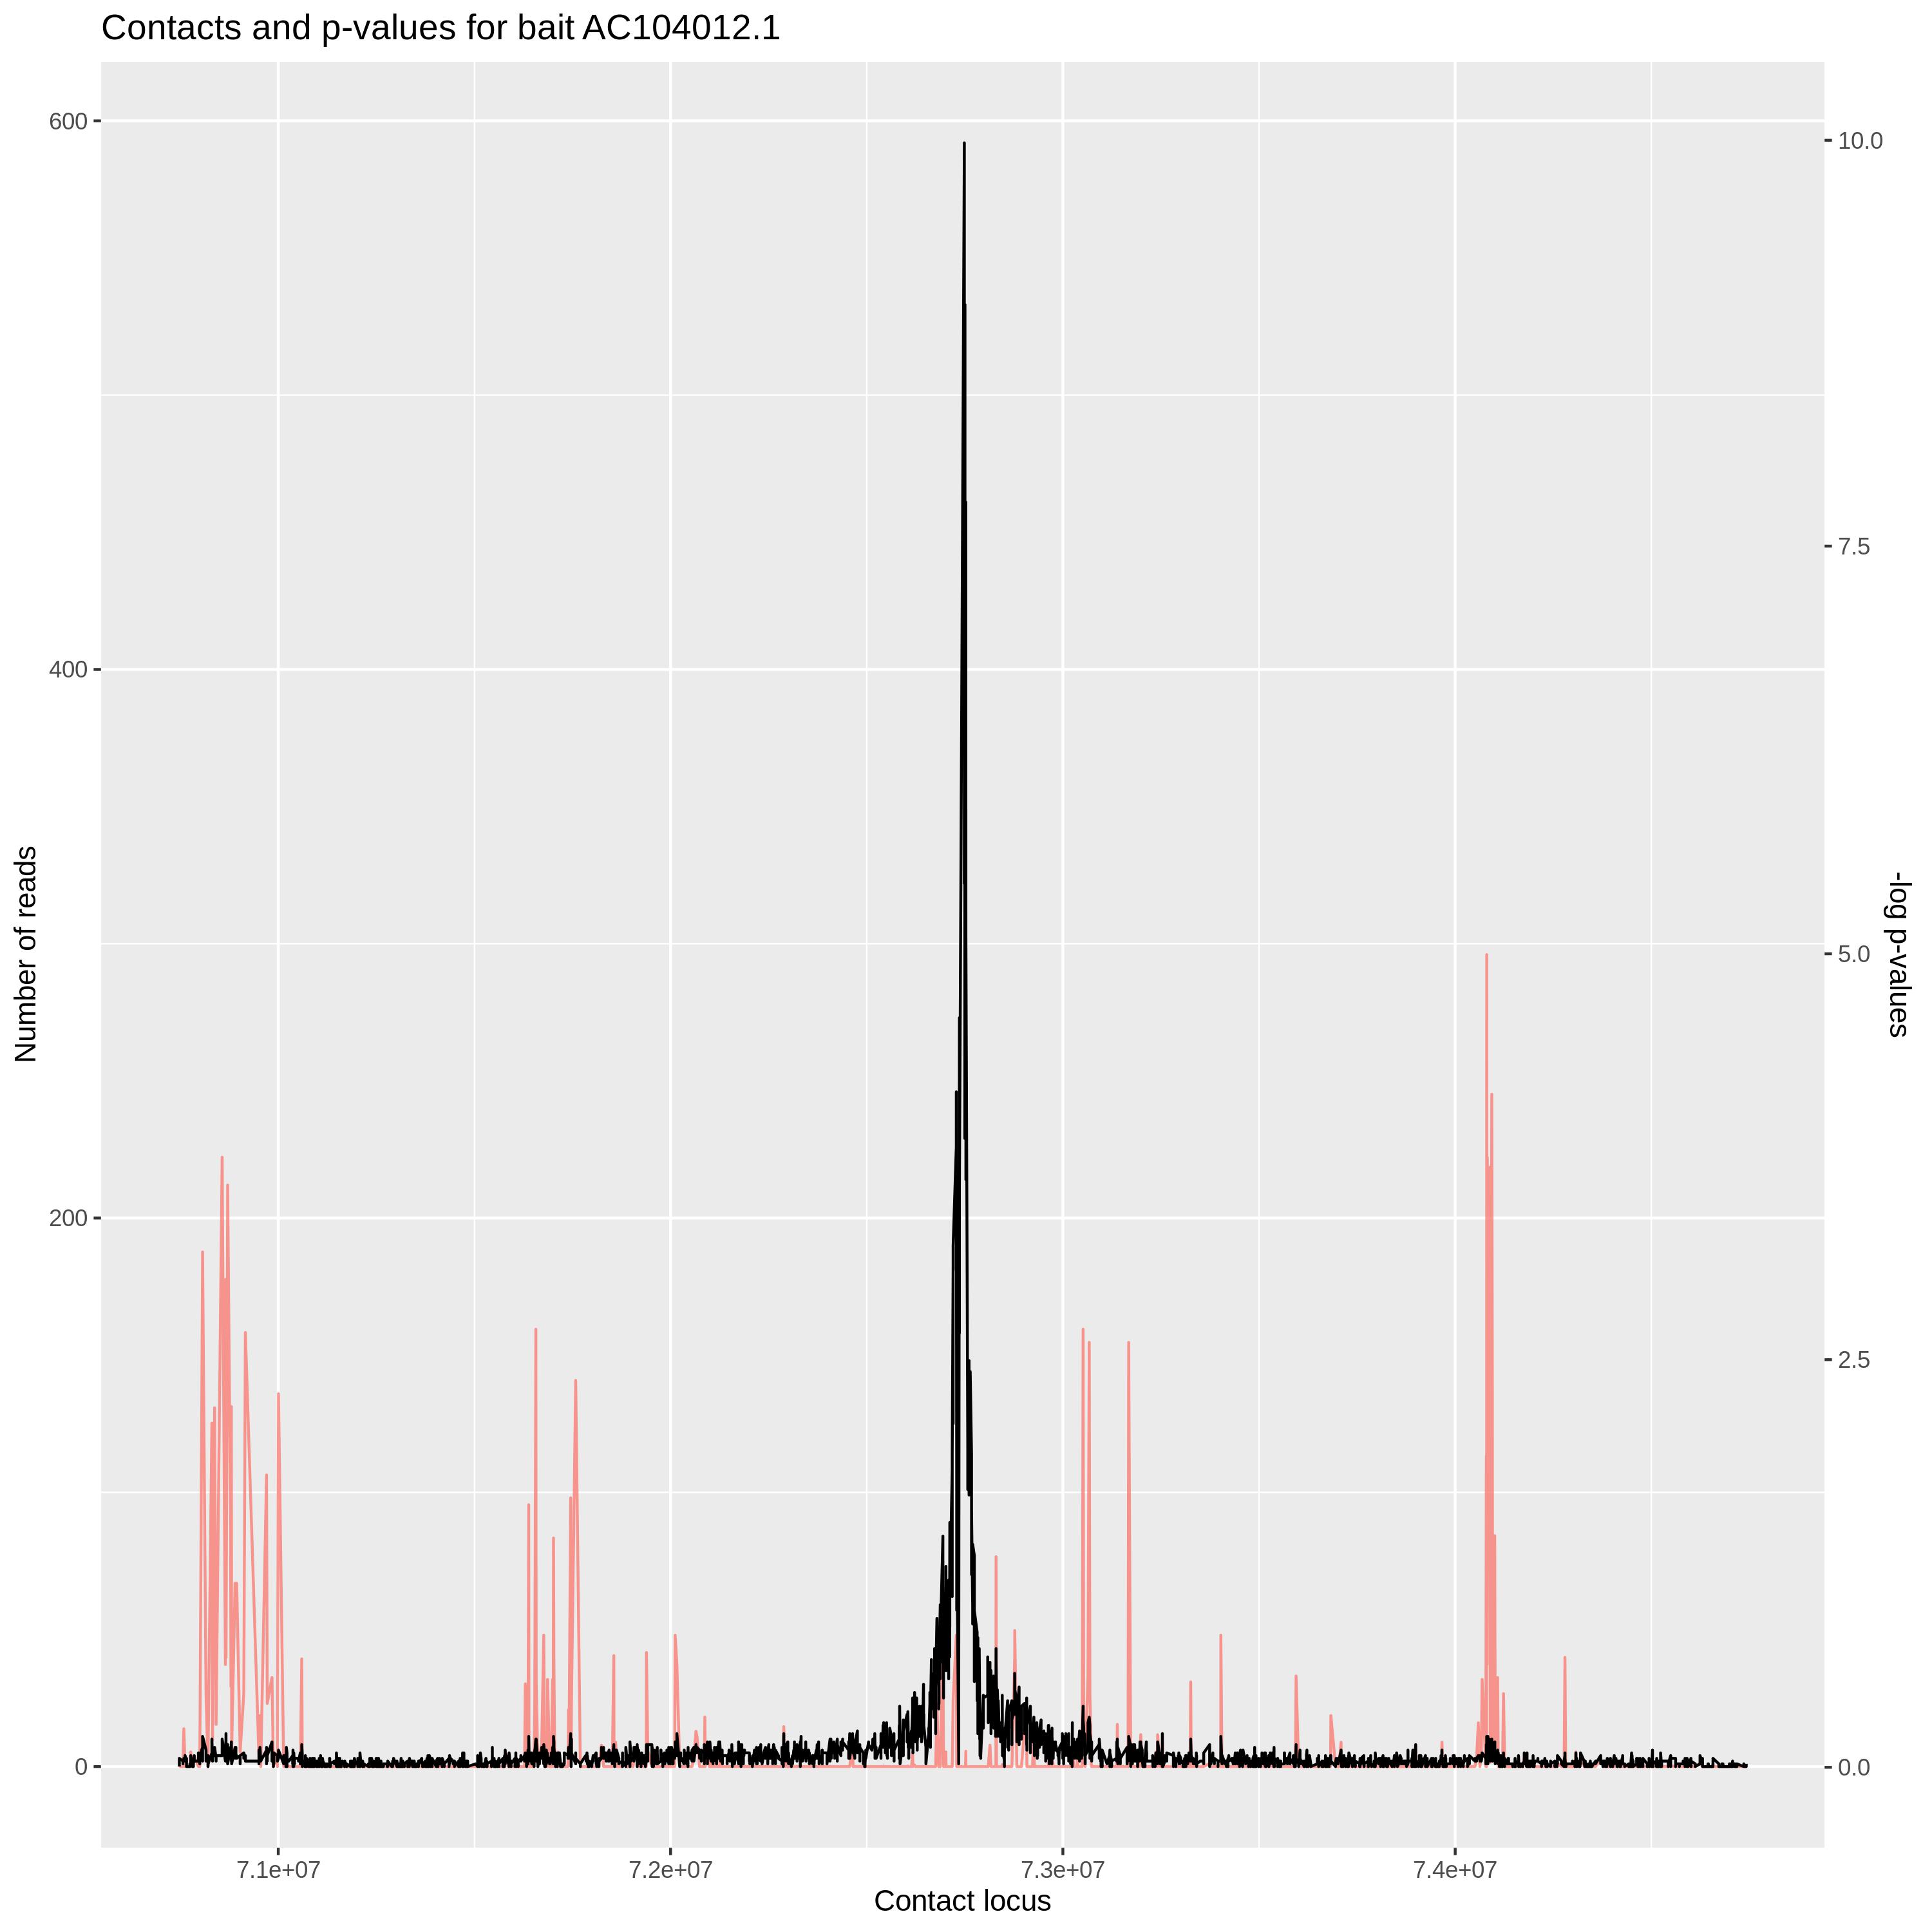 Contacts and p-values for bait AC104012.1
600
400
200
0
Number of reads
10.0
7.5
5.0
2.5
0.0
-log p-values
7.1e+07 7.2e+07 7.3e+07 7.4e+07
Contact locus